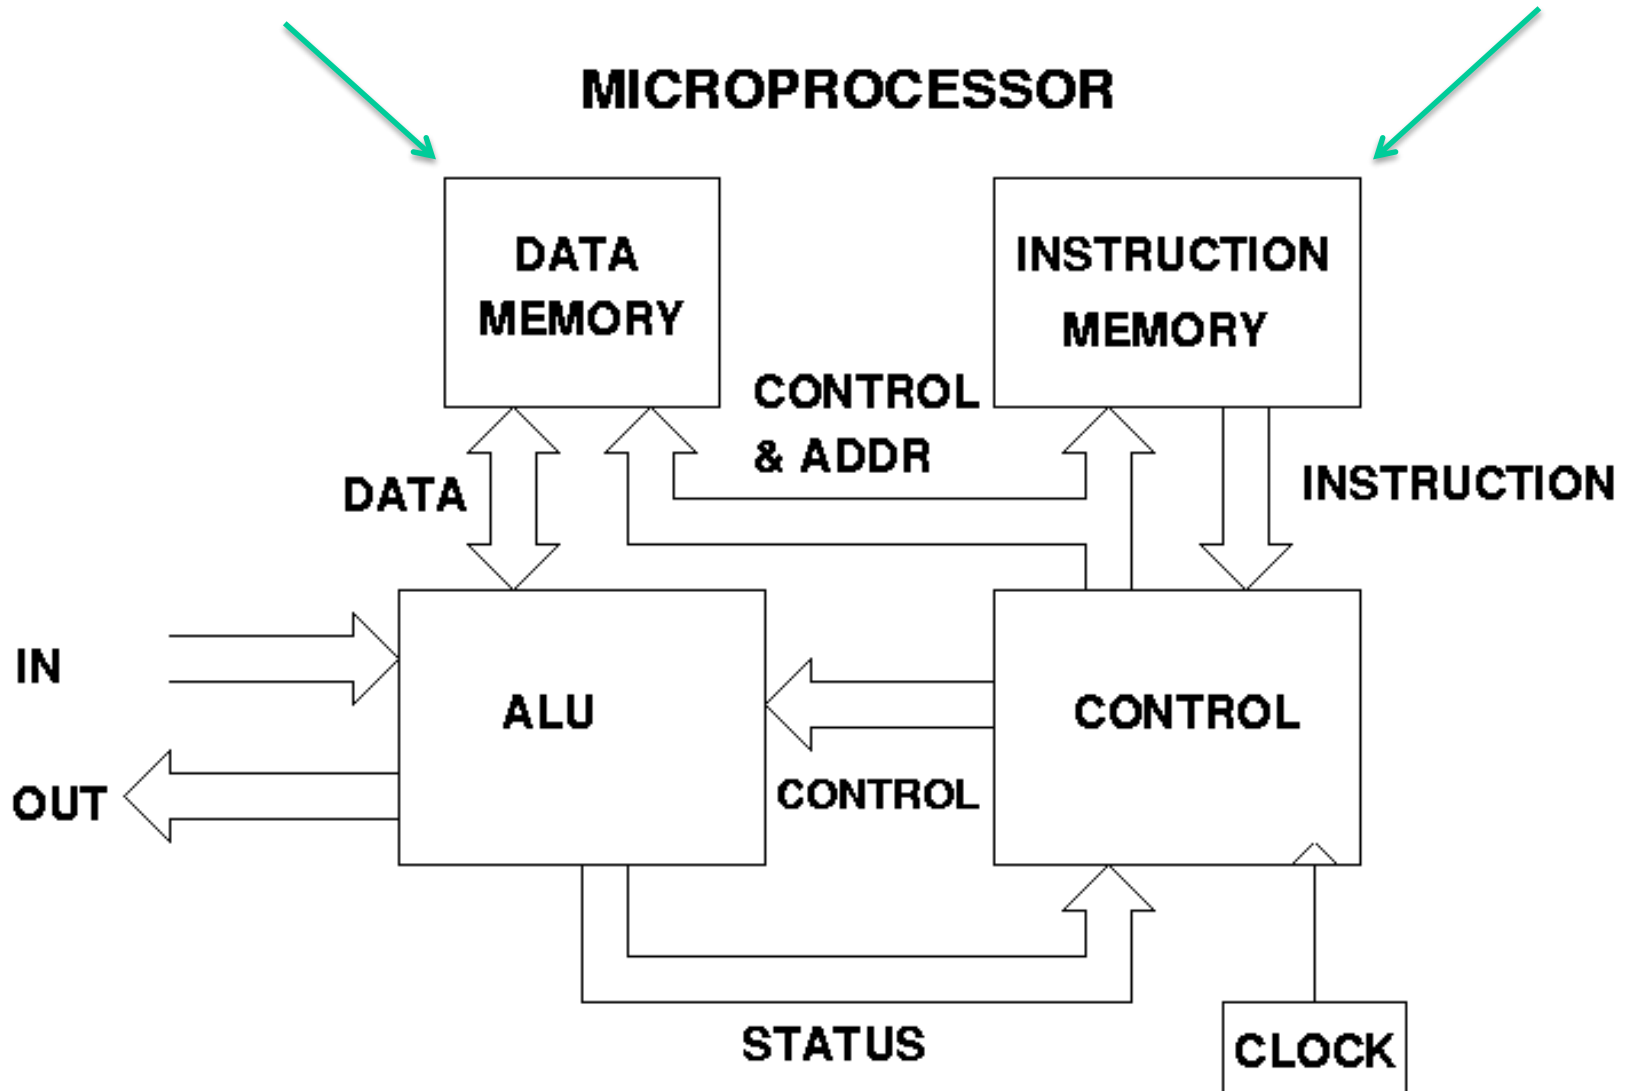 MICROPROCESSOR
DATA
MEMORY
INSTRUCTION
MEMORY
CONTROL
& ADDR
DATA
INSTRUCTION
IN
ALU
CONTROL
OUT
CONTROL
STATUS
CLOCK